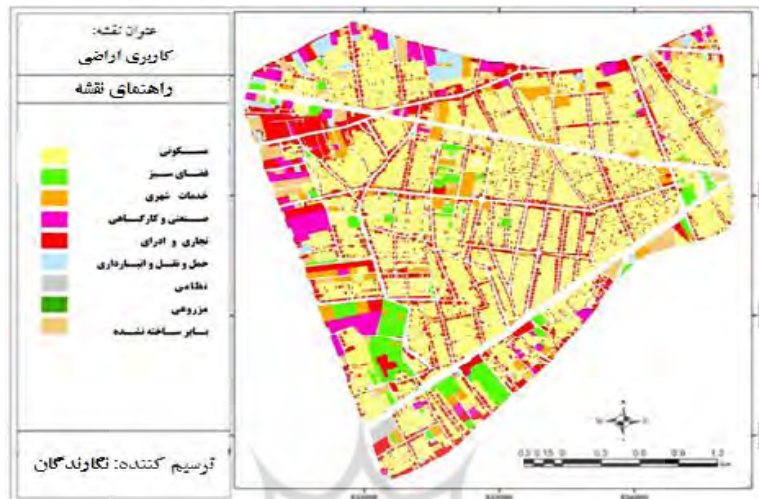 عنوان نقشه:
کاربری اراضی
راهنمای نقشه
مسکونی
فضای سبز
خدمات شهری
صنعتی و کارگاهی
تجاری و ادرای
حمل و نقل و انبارداری
نظامی
مزروعی
بایر ساخته نشده
ترسیم کننده: نگارندگان